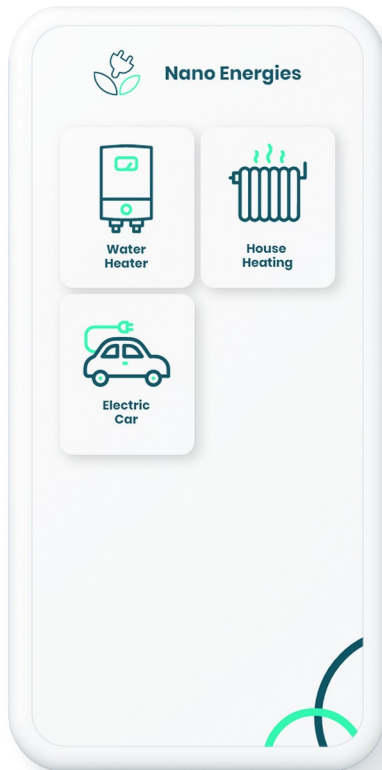 Nano Energies
Water
Heater
House
Heating
Electric
Car